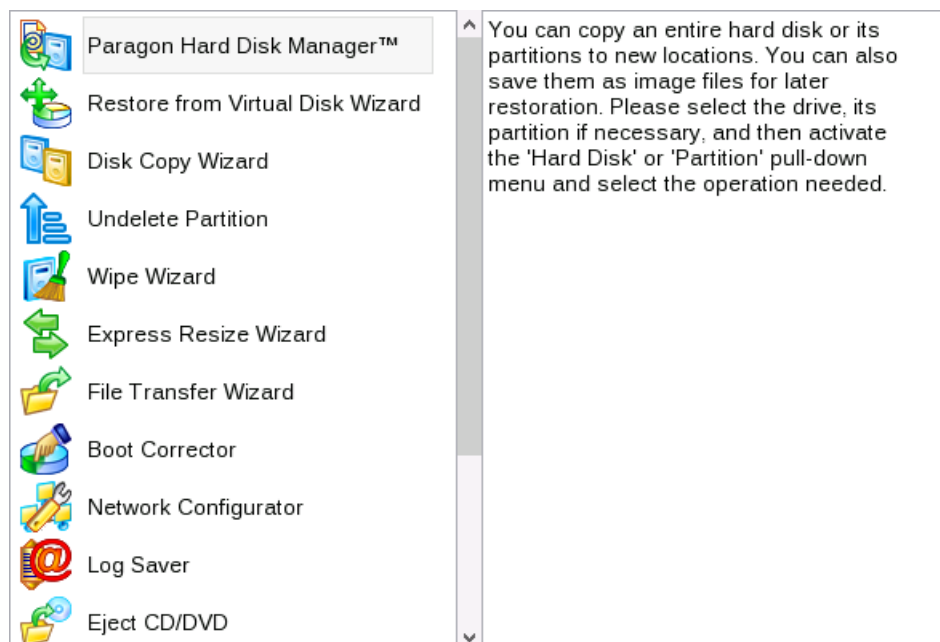 Paragon Hard Disk Manager™
Restore from Virtual Disk Wizard
Disk Copy Wizard
Undelete Partition
Wipe Wizard
Express Resize Wizard
File Transfer Wizard
Boot Corrector
Network Configurator
Log Saver
Eject CD/DVD
You can copy an entire hard disk or its
partitions to new locations. You can also
save them as image files for later
restoration. Please select the drive, its
partition if necessary, and then activate
the 'Hard Disk' or 'Partition' pull-down
menu and select the operation needed.